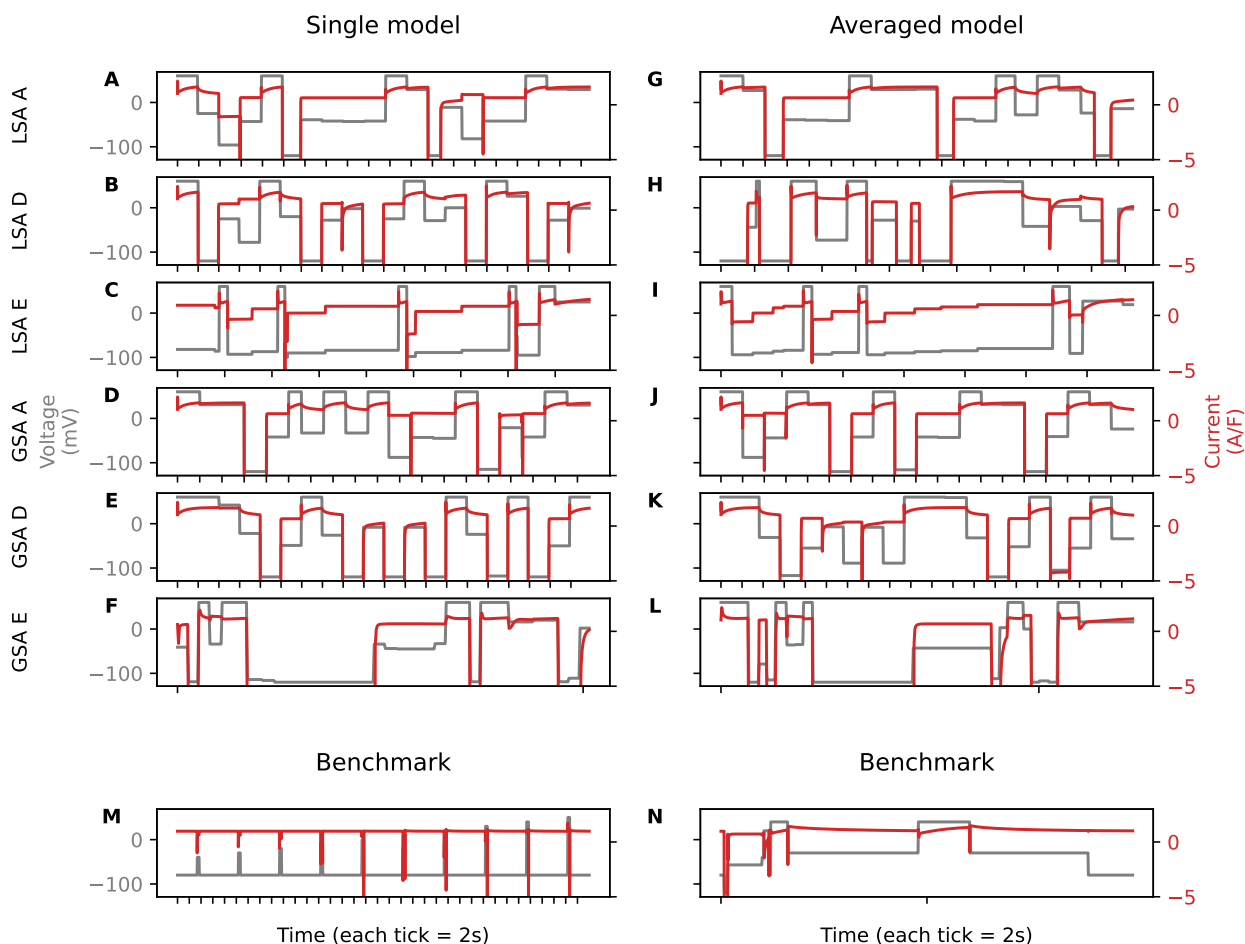 Single model
Averaged model
LSA A
A
0
−100
G
0
−5
LSA D
B
0
−100
H
0
−5
LSA E
C
0
−100
I
0
−5
GSA A
Voltage
(mV)
D
0
−100
J
0
−5
Current
(A/F)
GSA D
E
0
−100
K
0
−5
GSA E
F
0
−100
L
0
−5
Benchmark
Benchmark
M
0
−100
N
0
−5
Time (each tick = 2s)
Time (each tick = 2s)